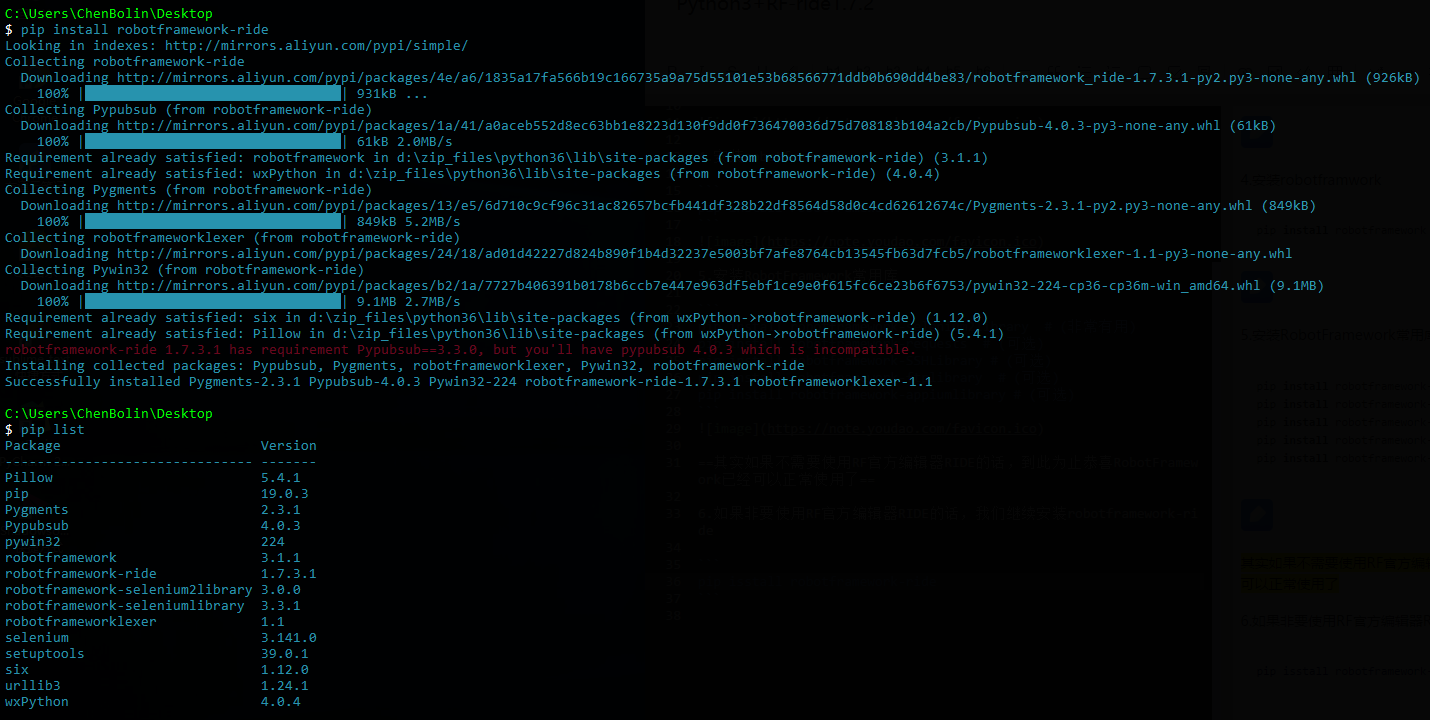 Python3+RF-ride1.7.2
C:\Users\ChenBolin\Desktop
$ pip install robotframework-ride
Looking in indexes: http://mirrors.aliyun.com/pypi/simple/
Collecting robotframework-ride
Downloading http://mirrors.aliyun.com/pypi/packages/4e/a6/1835a17fa566b19c166735a9a75d55101e53b68566771ddb0b690dd4be83/robotframework_ride-1.7.3.1-py2.py3-none-any.whl (926kB)
100% || 931kB ...
Collecting Pypubsub (from robotframework-ride)
Downloading http://mirrors.aliyun.com/pypi/packages/1a/41/a0aceb552d8ec63bb1e8223d130f9dd0f736470036d75d708183b104a2cb/Pypubsub-4.0.3-py3-none-any.whl (61kB)
100% || 61kB 2.0MB/s
Requirement already satisfied: robotframework in d:\zip_files\python36\lib\site-packages (from robotframework-ride) (3.1.1)
Requirement already satisfied: wxPython in d:\zip_files\python36\lib\site-packages (from robotframework-ride) (4.0.4)
Collecting Pygments (from robotframework-ride)
Downloading http://mirrors.aliyun.com/pypi/packages/13/e5/6d710c9cf96c31ac82657bcfb441df328b22df8564d58d0c4cd62612674c/Pygments-2.3.1-py2.py3-none-any.whl (849kB)
100% || 849kB 5.2MB/s
Collecting robotframeworklexer (from robotframework-ride)
Downloading http://mirrors.aliyun.com/pypi/packages/24/18/ad01d42227d824b890f1b4d32237e5003bf7afe8764cb13545fb63d7fcb5/robotframeworklexer-1.1-py3-none-any.whl
Collecting Pywin32 (from robotframework-ride)
Downloading http://mirrors.aliyun.com/pypi/packages/b2/1a/7727b406391b0178b6ccb7e447e963df5ebf1ce9e0f615fc6ce23b6f6753/pywin32-224-cp36-cp36m-win_amd64.whl (9.1MB)
100% || 9.1MB 2.7MB/s
Requirement already satisfied: six in d:\zip_files\python36\lib\site-packages (from wxPython->robotframework-ride) (1.12.0)
Requirement already satisfied: Pillow in d:\zip_files\python36\lib\site-packages (from wxPython->robotframework-ride) (5.4.1)
robotframework-ride 1.7.3.1 has requirement Pypubsub==3.3.0, but you'll have pypubsub 4.0.3 which is incompatible.
Installing collected packages: Pypubsub, Pygments, robotframeworklexer, Pywin32, robotframework-ride
Successfully installed Pygments-2.3.1 Pypubsub-4.0.3 Pywin32-224 robotframework-ride-1.7.3.1 robotframeworklexer-1.1
C:\Users\ChenBolin\Desktop
$ pip list
Package Version
------------------------------- -------
Pillow 5.4.1
pip 19.0.3
Pygments 2.3.1
Pypubsub 4.0.3
pywin32 224
robotframework 3.1.1
robotframework-ride 1.7.3.1
robotframework-selenium2library 3.0.0
robotframework-seleniumlibrary 3.3.1
robotframeworklexer 1.1
selenium 3.141.0
setuptools 39.0.1
six 1.12.0
urllib3 1.24.1
wxPython 4.0.4